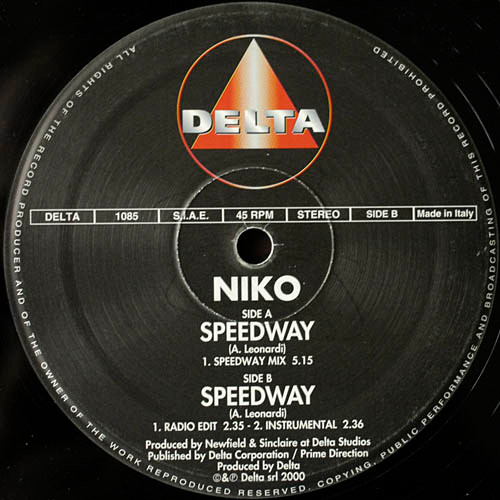 DELTA
DELTA 1085 S.I.A.E. 45 RPM STEREO SIDE B Made in Italy
NIKO
SIDE A
SPEEDWAY
(A. Leonardi)
1. SPEEDWAY MIX 5.15
SIDE B
SPEEDWAY
(A. Leonardi)
1. RADIO EDIT 2.35 - 2. INSTRUMENTAL 2.36
Produced by Newfield & Sinclaire at Delta Studios
Published by Delta Corporation / Prime Direction
Produced by Delta
©&℗ Delta srl 2000
ALL RIGHTS OF THE RECORD PRODUCER AND OF THE OWNER OF THE WORK REPRODUCED RESERVED. COPYING, PUBLIC PERFORMANCE AND BROADCASTING OF THIS RECORD PROHIBITED